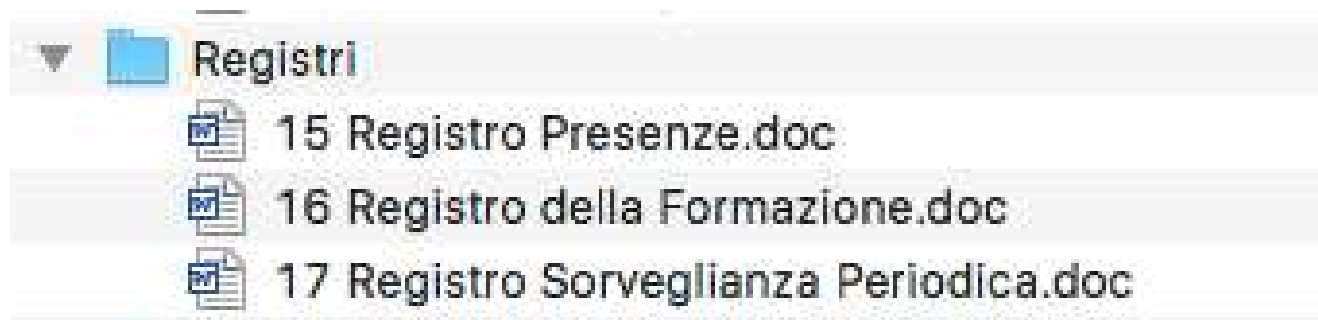 Registri
15 Registro Presenze.doc
16 Registro della Formazione.doc
17 Registro Sorveglianza Periodica.doc